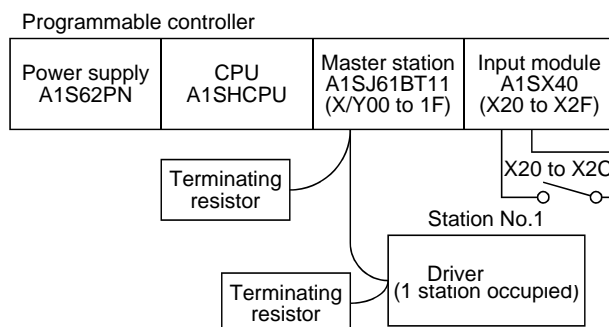 Programmable controller
Power supply
A1S62PN
CPU
A1SHCPU
Master station
A1SJ61BT11
(X/Y00 to 1F)
Input module
A1SX40
(X20 to X2F)
X20 to X2C
Terminating
resistor
Station No.1
Driver
(1 station occupied)
Terminating
resistor